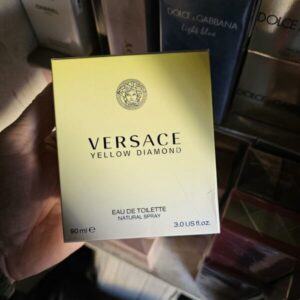 DOLCE & GABBANA
light blue
VERSACE
YELLOW DIAMOND
EAU DE TOILETTE
NATURAL SPRAY
90 ml e
3.0 US fl. oz.